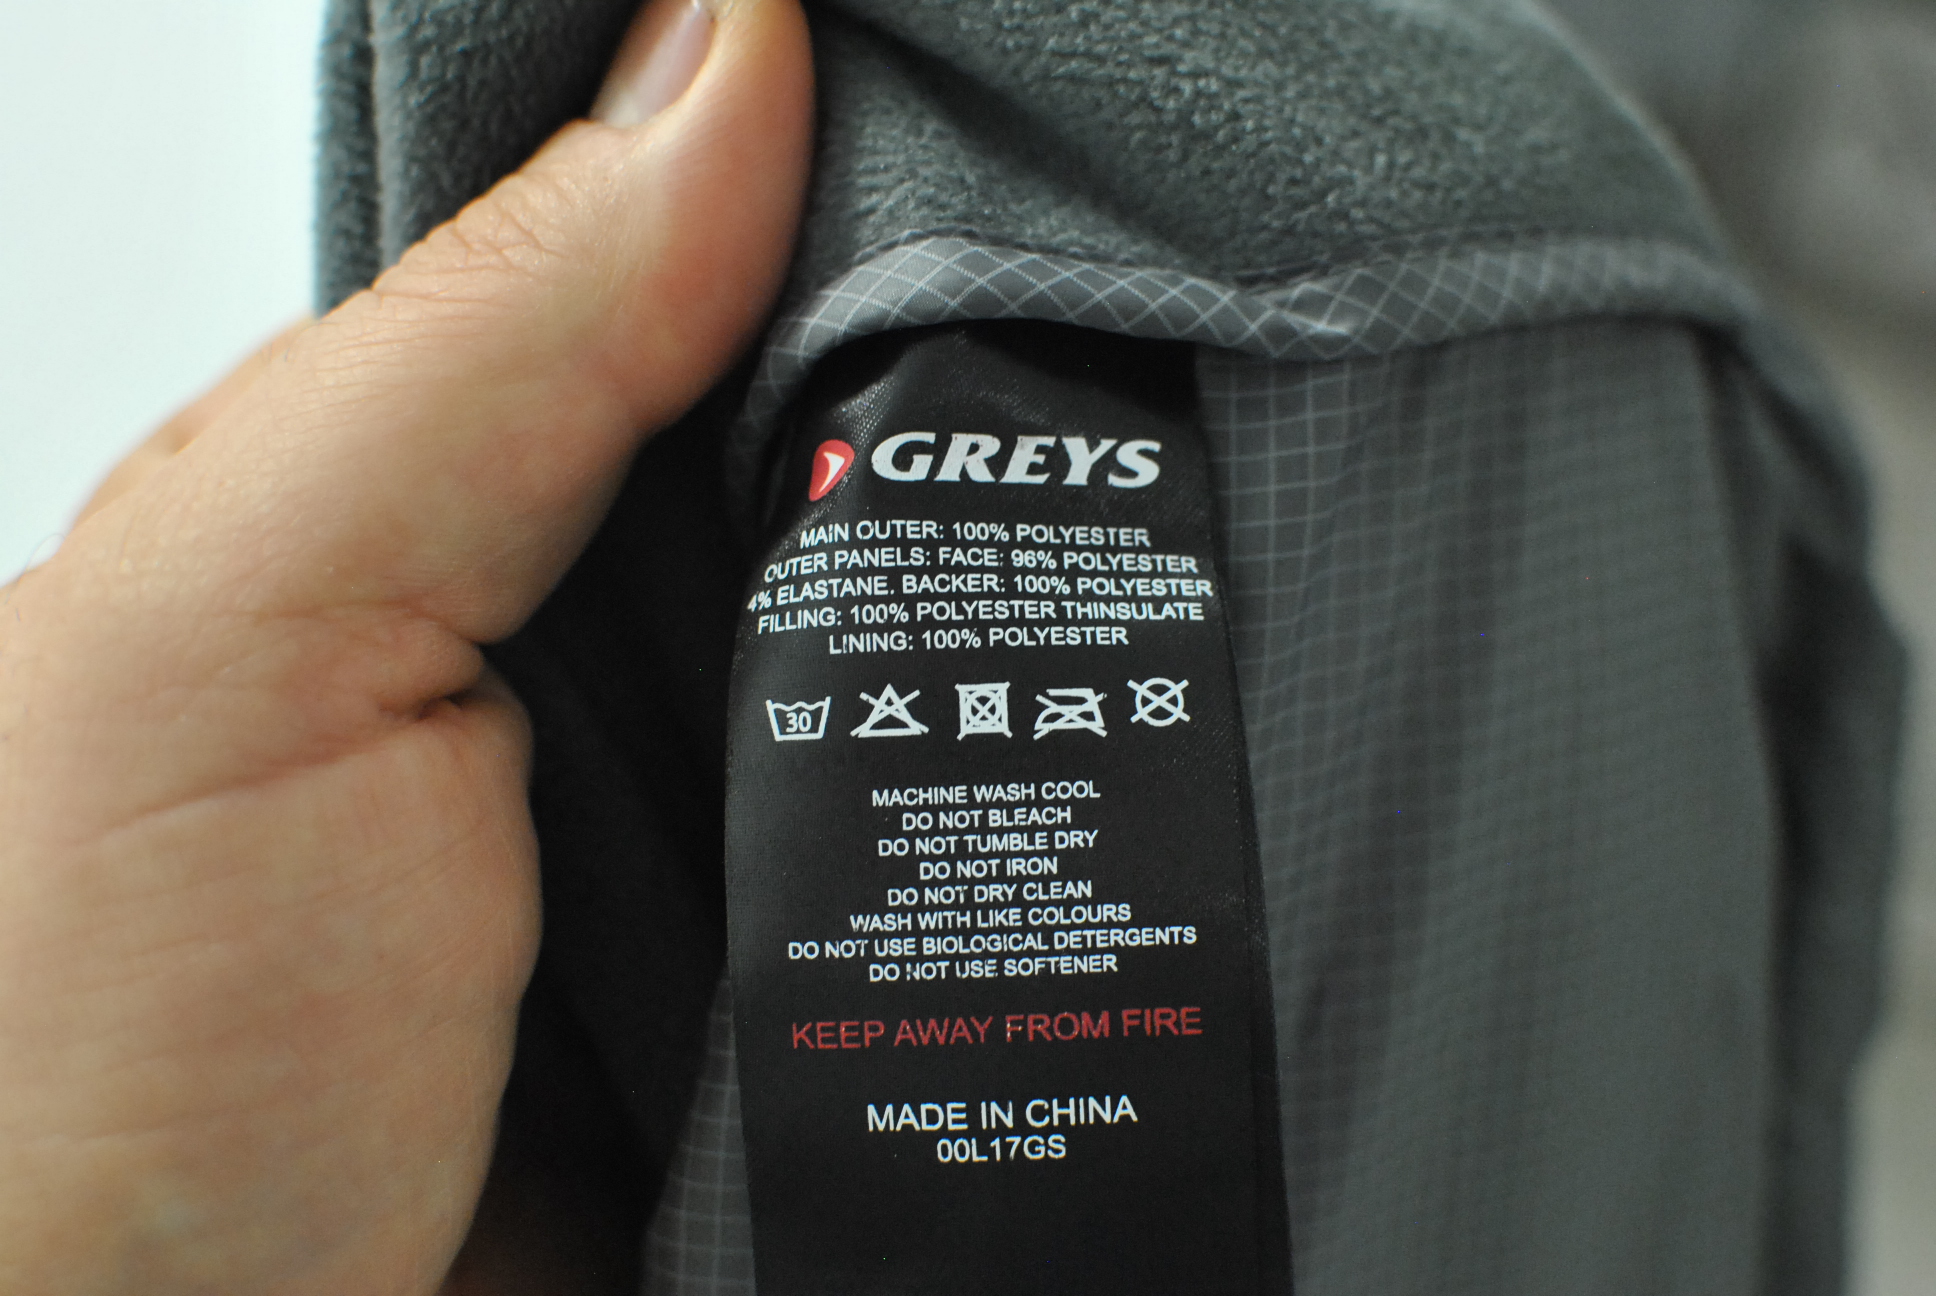 GREYS
MAIN OUTER: 100% POLYESTER
OUTER PANELS: FACE: 96% POLYESTER
4% ELASTANE. BACKER: 100% POLYESTER
FILLING: 100% POLYESTER THINSULATE
LINING: 100% POLYESTER
30
MACHINE WASH COOL
DO NOT BLEACH
DO NOT TUMBLE DRY
DO NOT IRON
DO NOT DRY CLEAN
WASH WITH LIKE COLOURS
DO NOT USE BIOLOGICAL DETERGENTS
DO NOT USE SOFTENER
KEEP AWAY FROM FIRE
MADE IN CHINA
00L17GS